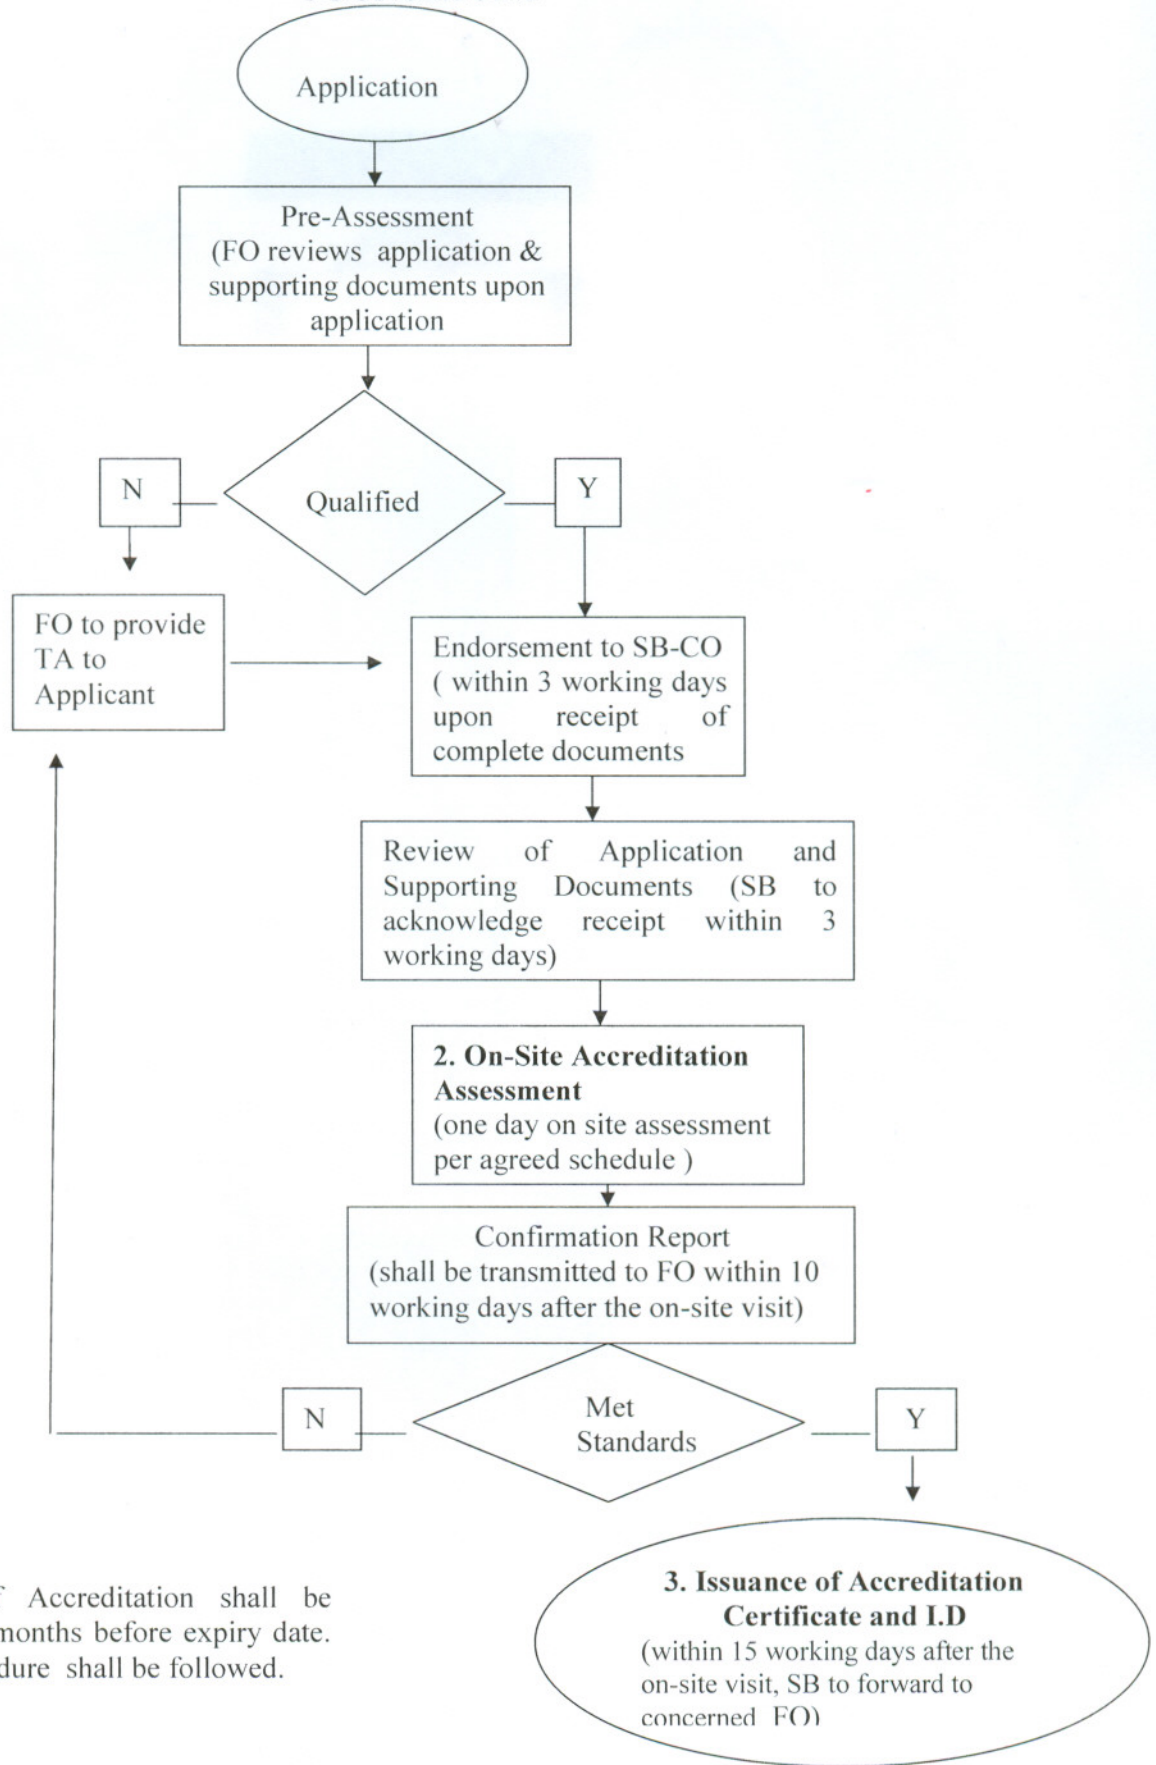 Application
Pre-Assessment
(FO reviews application &
supporting documents upon
application
N
Qualified
Y
FO to provide
TA to
Applicant
Endorsement to SB-CO
( within 3 working days
upon receipt of
complete documents
Review of Application and
Supporting Documents (SB to
acknowledge receipt within 3
working days)
2. On-Site Accreditation
Assessment
(one day on site assessment
per agreed schedule )
Confirmation Report
(shall be transmitted to FO within 10
working days after the on-site visit)
N
Met
Standards
Y
Accreditation shall be
months before expiry date.
shall be followed.
3. Issuance of Accreditation
Certificate and I.D
(within 15 working days after the
on-site visit, SB to forward to
concerned FO)